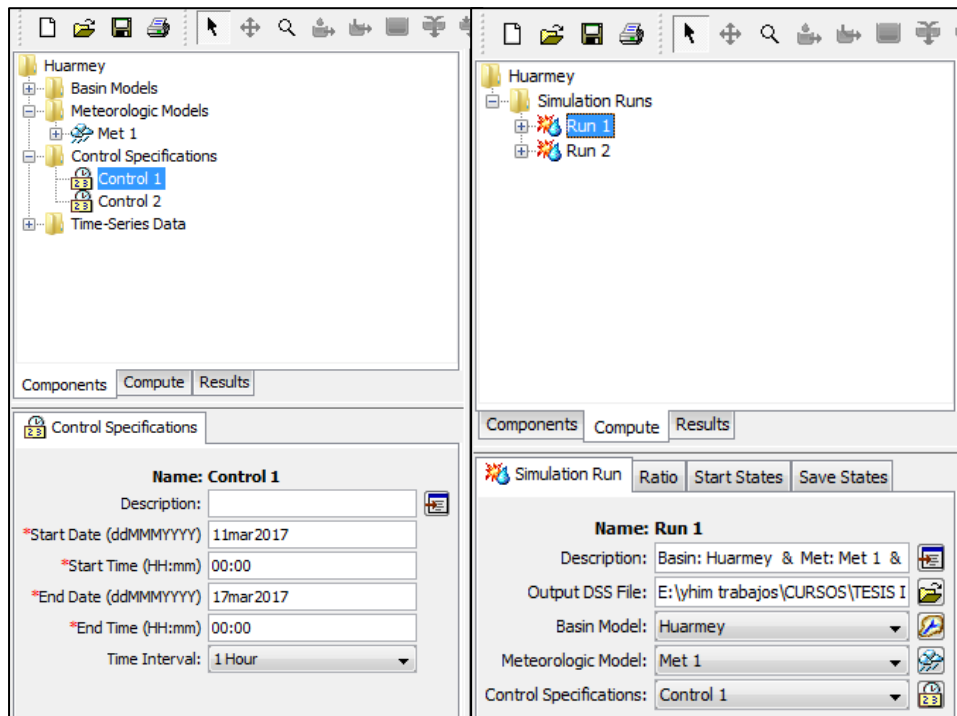 Huarmey
Basin Models
Meteorologic Models
Met 1
Control Specifications
Control 1
Control 2
Time-Series Data
Components Compute Results
Control Specifications
Name: Control 1
Description:
*Start Date (ddMMMYYYY) 11mar2017
*Start Time (HH:mm) 00:00
*End Date (ddMMMYYYY) 17mar2017
*End Time (HH:mm) 00:00
Time Interval: 1 Hour
Huarmey
Simulation Runs
Run 1
Run 2
Components Compute Results
Simulation Run Ratio Start States Save States
Name: Run 1
Description: Basin: Huarmey & Met: Met 1 &
Output DSS File: E:\yhim trabajos\CURSOS\TESIS I
Basin Model: Huarmey
Meteorologic Model: Met 1
Control Specifications: Control 1